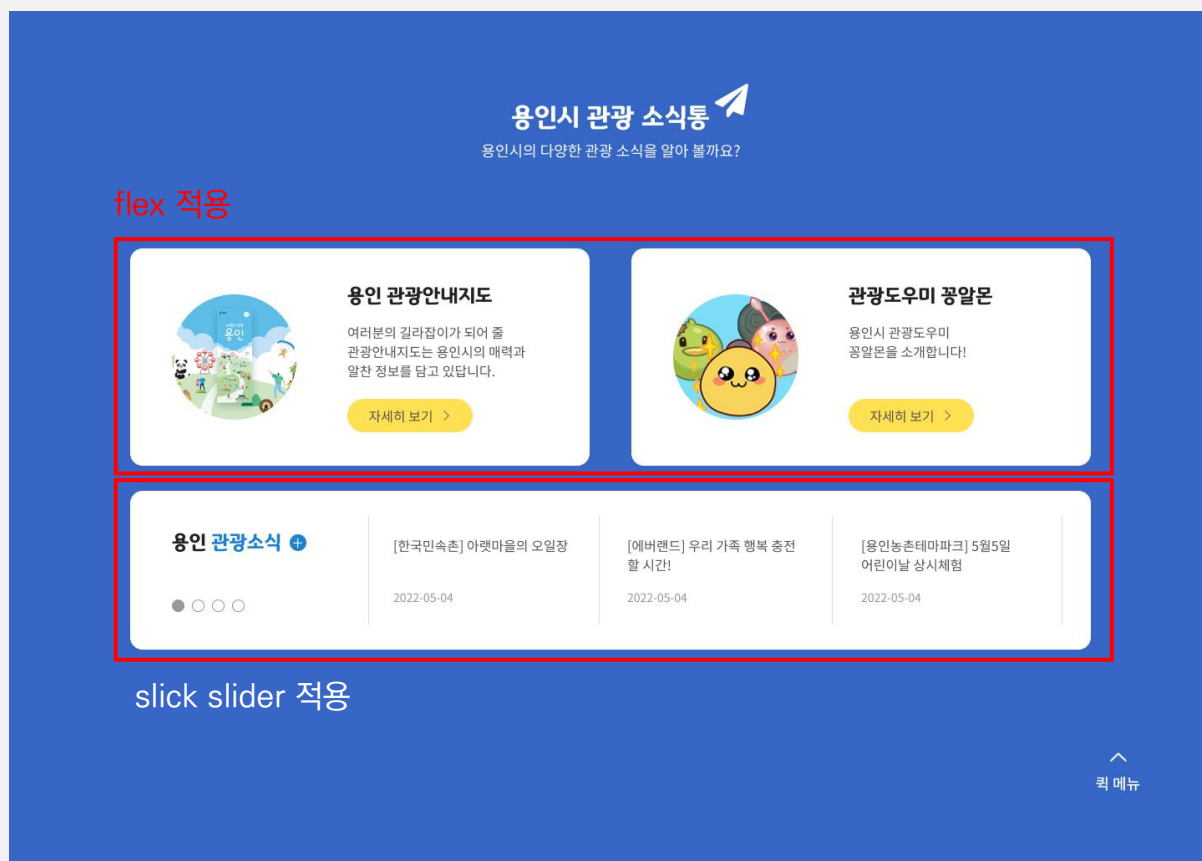 용인시 관광 소식통
용인시의 다양한 관광 소식을 알아 볼까요?
flex 적용
용인
용인 관광안내지도
여러분의 길라잡이가 되어 줄
관광안내지도는 용인시의 매력과
알찬 정보를 담고 있답니다.
자세히 보기 >
관광도우미 꽁알몬
용인시 관광도우미
꽁알몬을 소개합니다!
자세히 보기 >
용인 관광소식
[한국민속촌] 아랫마을의 오일장
2022-05-04
[에버랜드] 우리 가족 행복 충전
할 시간!
2022-05-04
[용인농촌테마파크] 5월5일
어린이날 상시체험
2022-05-04
slick slider 적용
퀵 메뉴